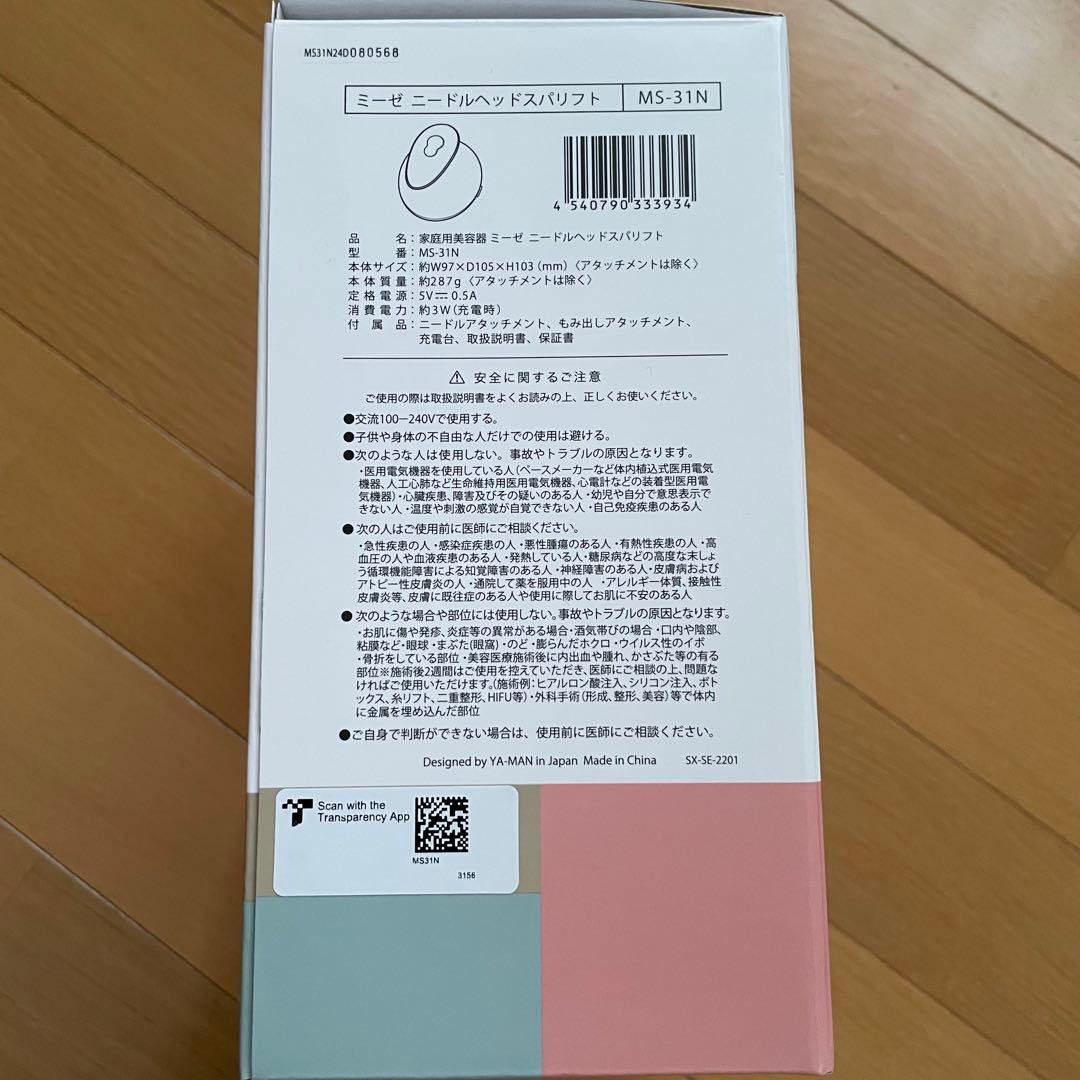 MS31N24D080568
ミーゼ ニードルヘッドスパリフト MS-31N
4 540790 333934
品 名：家庭用美容器 ミーゼ ニードルヘッドスパリフト
型 番：MS-31N
本体サイズ：約W97×D105×H103（mm）〈アタッチメントは除く〉
本体質量：約287g〈アタッチメントは除く〉
定格電源：5V⎓0.5A
消費電力：約3W（充電時）
付属品：ニードルアタッチメント、もみ出しアタッチメント、
充電台、取扱説明書、保証書
⚠ 安全に関するご注意
ご使用の際は取扱説明書をよくお読みの上、正しくお使いください。
●交流100－240Vで使用する。
●子供や身体の不自由な人だけでの使用は避ける。
●次のような人は使用しない。事故やトラブルの原因となります。
・医用電気機器を使用している人（ペースメーカーなど体内植込式医用電気
機器、人工心肺など生命維持用医用電気機器、心電計などの装着型医用電
気機器）・心臓疾患、障害及びその疑いのある人・幼児や自分で意思表示で
きない人・温度や刺激の感覚が自覚できない人・自己免疫疾患のある人
●次の人はご使用前に医師にご相談ください。
・急性疾患の人・感染症疾患の人・悪性腫瘍のある人・有熱性疾患の人・高
血圧の人や血液疾患のある人・発熱している人・糖尿病などの高度な末しょ
う循環機能障害による知覚障害のある人・神経障害のある人・皮膚病および
アトピー性皮膚炎の人・通院して薬を服用中の人 ・アレルギー体質、接触性
皮膚炎等、皮膚に既往症のある人や使用に際してお肌に不安のある人
●次のような場合や部位には使用しない。事故やトラブルの原因となります。
・お肌に傷や発疹、炎症等の異常がある場合・酒気帯びの場合・口内や陰部、
粘膜など・眼球・まぶた(眼窩)・のど・膨らんだホクロ・ウイルス性のイボ
・骨折をしている部位・美容医療施術後に内出血や腫れ、かさぶた等の有る
部位※施術後2週間はご使用を控えていただき、医師にご相談の上、問題な
ければご使用いただけます。（施術例：ヒアルロン酸注入、シリコン注入、ボト
ックス、糸リフト、二重整形、HIFU等）・外科手術（形成、整形、美容）等で体内
に金属を埋め込んだ部位
●ご自身で判断ができない場合は、使用前に医師にご相談ください。
Designed by YA-MAN in Japan Made in China SX-SE-2201
Scan with the
Transparency App
MS31N
3156